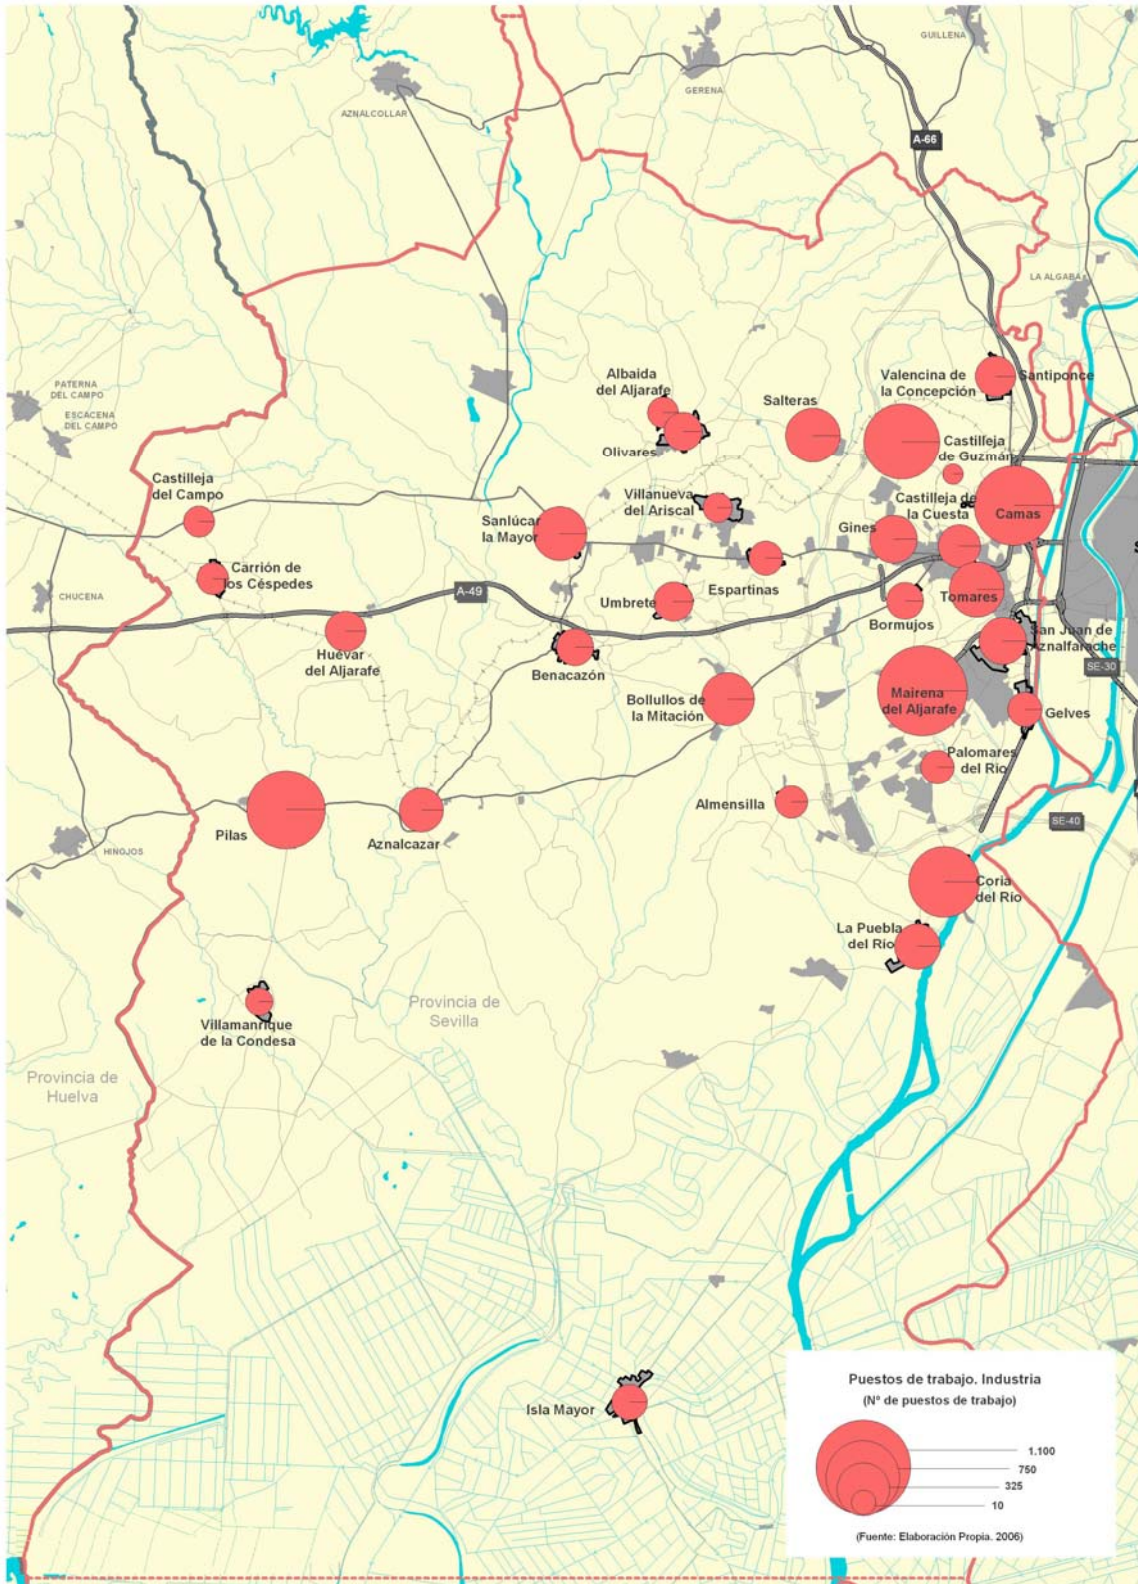 GUILLENA
GERENA
AZNALCOLLAR
A-66
LA ALGABA
PATERNA
DEL CAMPO
ESCACENA
DEL CAMPO
Albaida
del Aljarafe
Olivares
Salteras
Valencina de
la Concepción
Santiponce
Castilleja
de Guzmán
Castilleja
del Campo
Villanueva
del Ariscal
Castilleja de
la Cuesta
Camas
Sanlúcar
la Mayor
Gines
Carrión de
los Céspedes
CHUCENA
A-49
Espartinas
Umbrete
Bormujos
Tomares
Huévar
del Aljarafe
Benacazón
San Juan de
Aznalfarache
SE-30
Bollullos de
la Mitación
Mairena
del Aljarafe
Gelves
Palomares
del Río
Almensilla
Pilas
Aznalcazar
SE-40
HINOJOS
Coria
del Río
La Puebla
del Río
Villamanrique
de la Condesa
Provincia de
Sevilla
Provincia de
Huelva
Isla Mayor
Puestos de trabajo. Industria
(Nº de puestos de trabajo)
1.100
750
325
10
(Fuente: Elaboración Propia. 2006)